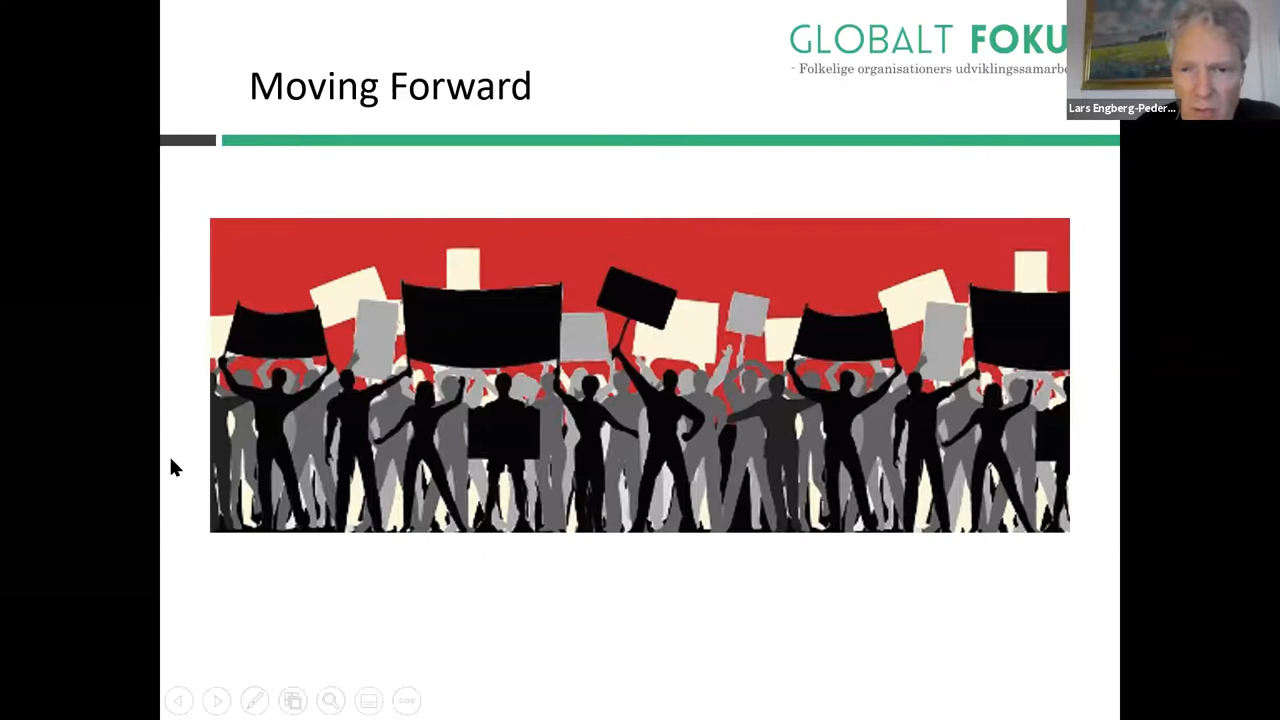 GLOBALT FOKU
- Folkelige organisationers udviklingssamarbe
Moving Forward
Lars Engberg-Peder...